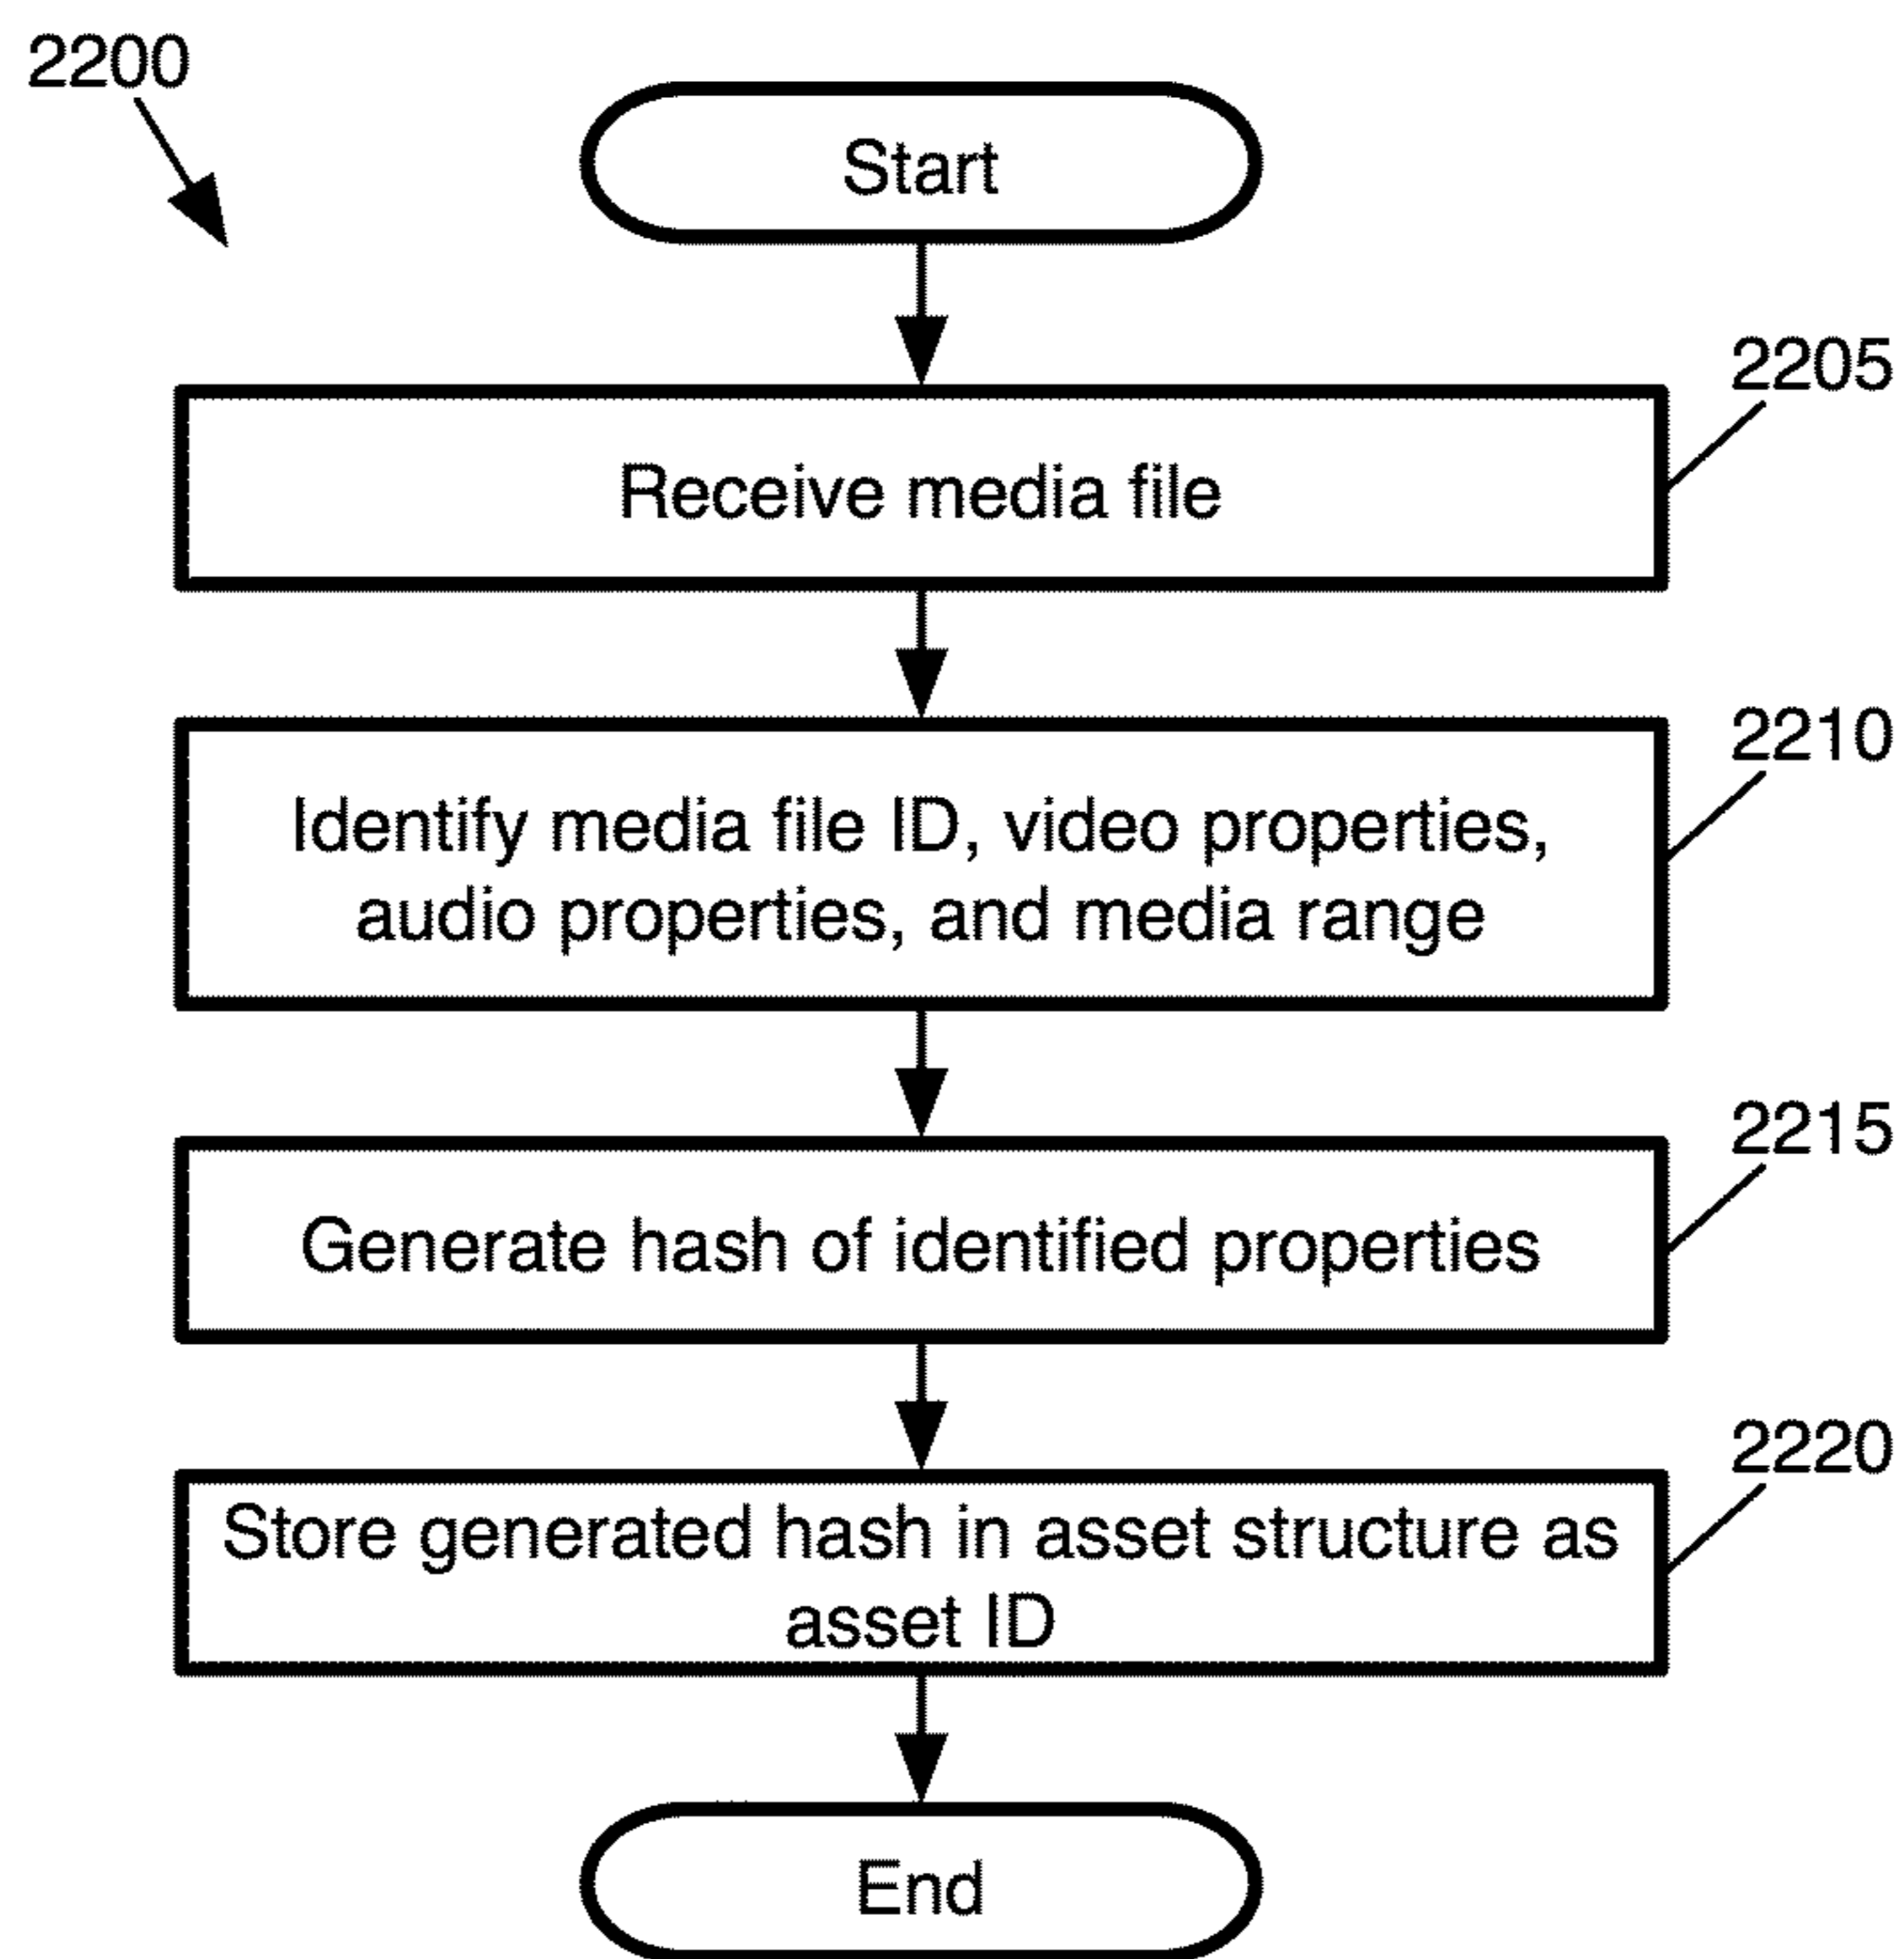 2200
Start
2205
Receive media file
2210
Identify media file ID, video properties,
audio properties, and media range
2215
Generate hash of identified properties
2220
Store generated hash in asset structure as
asset ID
End